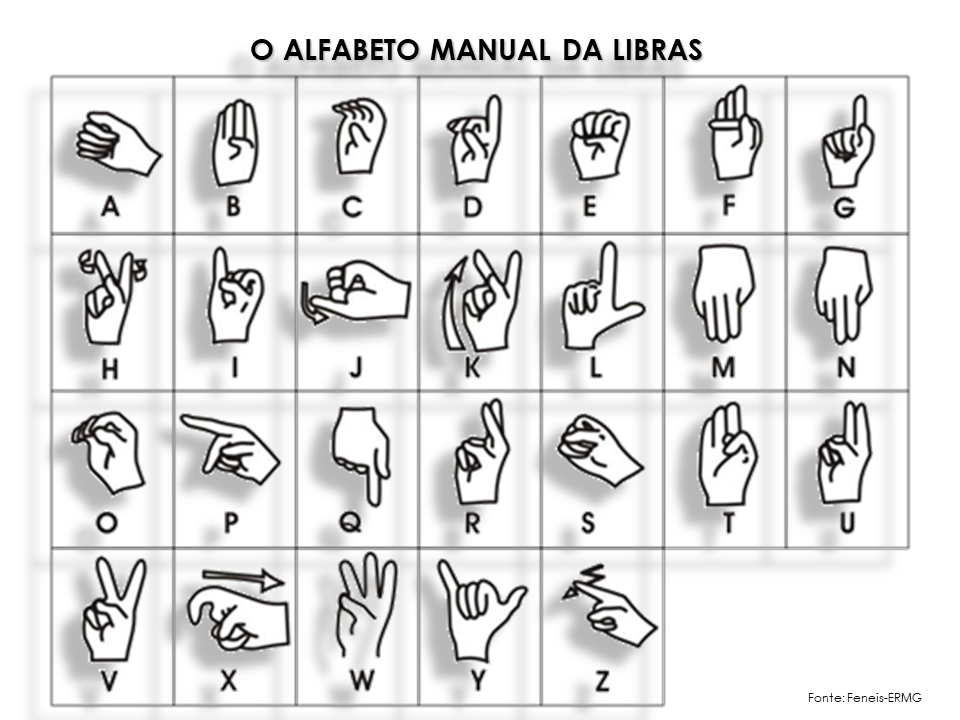 O ALFABETO MANUAL DA LIBRAS
A B C D E F G
H I J K L M N
O P Q R S T U
V X W Y Z
Fonte: Feneis-ERMG